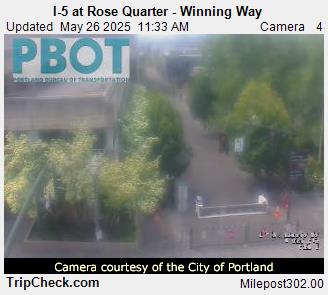 I-5 at Rose Quarter - Winning Way
Updated May 26 2025 11:33 AM Camera 4
PBOT
PORTLAND BUREAU OF TRANSPORTATION
Camera courtesy of the City of Portland
TripCheck.com Milepost302.00